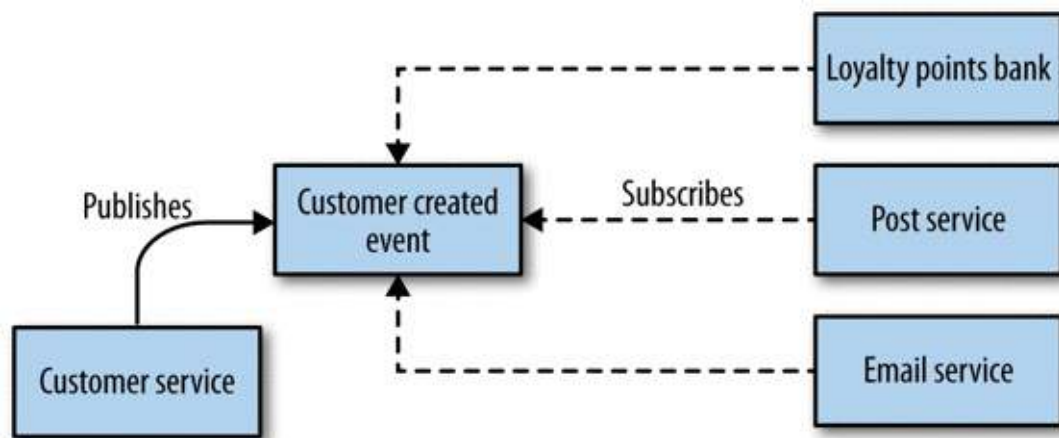 Loyalty points bank
Publishes
Customer created
event
Subscribes
Post service
Customer service
Email service